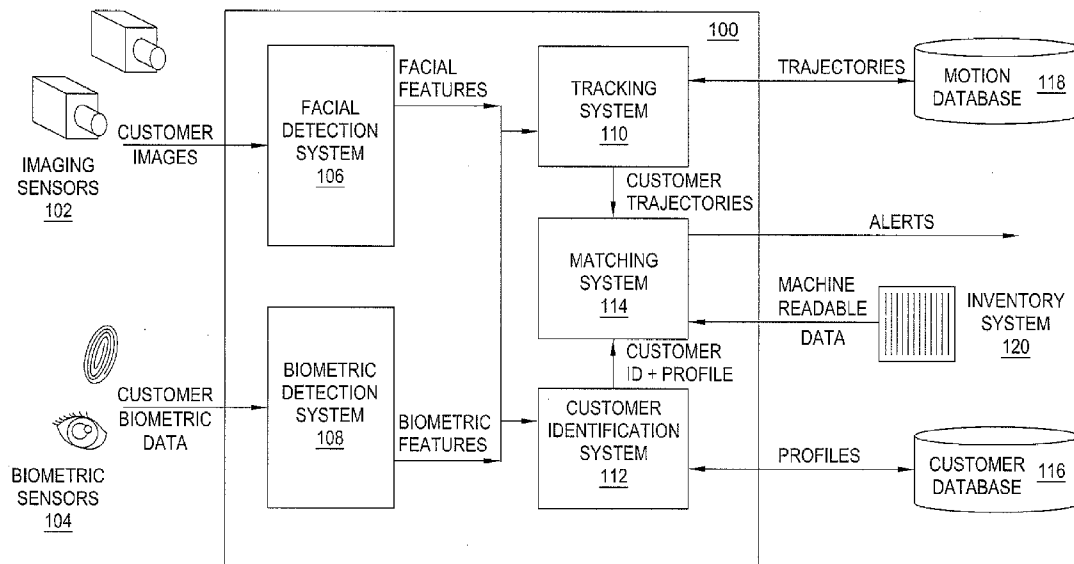 100
IMAGING
SENSORS
102
CUSTOMER
IMAGES
FACIAL
DETECTION
SYSTEM
106
FACIAL
FEATURES
TRACKING
SYSTEM
110
TRAJECTORIES
MOTION
DATABASE
118
CUSTOMER
TRAJECTORIES
MATCHING
SYSTEM
114
ALERTS
MACHINE
READABLE
DATA
INVENTORY
SYSTEM
120
CUSTOMER
ID + PROFILE
BIOMETRIC
SENSORS
104
CUSTOMER
BIOMETRIC
DATA
BIOMETRIC
DETECTION
SYSTEM
108
BIOMETRIC
FEATURES
CUSTOMER
IDENTIFICATION
SYSTEM
112
PROFILES
CUSTOMER
DATABASE
116